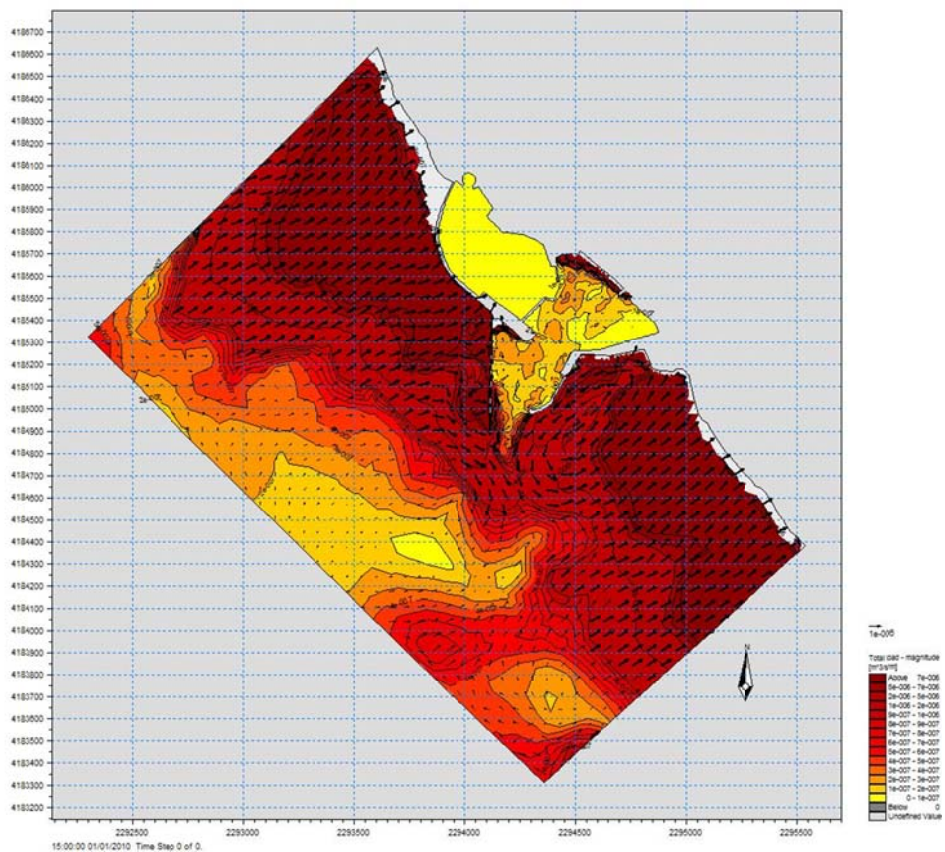 4186700
4186600
4186500
4186400
4186300
4186200
4186100
4186000
4185900
4185800
4185700
4185600
4185500
4185400
4185300
4185200
4185100
4185000
4184900
4184800
4184700
4184600
4184500
4184400
4184300
4184200
4184100
4184000
4183900
4183800
4183700
4183600
4183500
4183400
4183300
4183200
2292500 2293000 2293500 2294000 2294500 2295000 2295500
15:00:00 01/01/2010 Time Step 0 of 0.
N
1e-006
Total load - magnitude
[m³/s/m]
Above 7e-006
5e-006 - 7e-006
2e-006 - 5e-006
1e-006 - 2e-006
9e-007 - 1e-006
8e-007 - 9e-007
7e-007 - 8e-007
6e-007 - 7e-007
5e-007 - 6e-007
4e-007 - 5e-007
3e-007 - 4e-007
2e-007 - 3e-007
1e-007 - 2e-007
0 - 1e-007
Below 0
Undefined Value